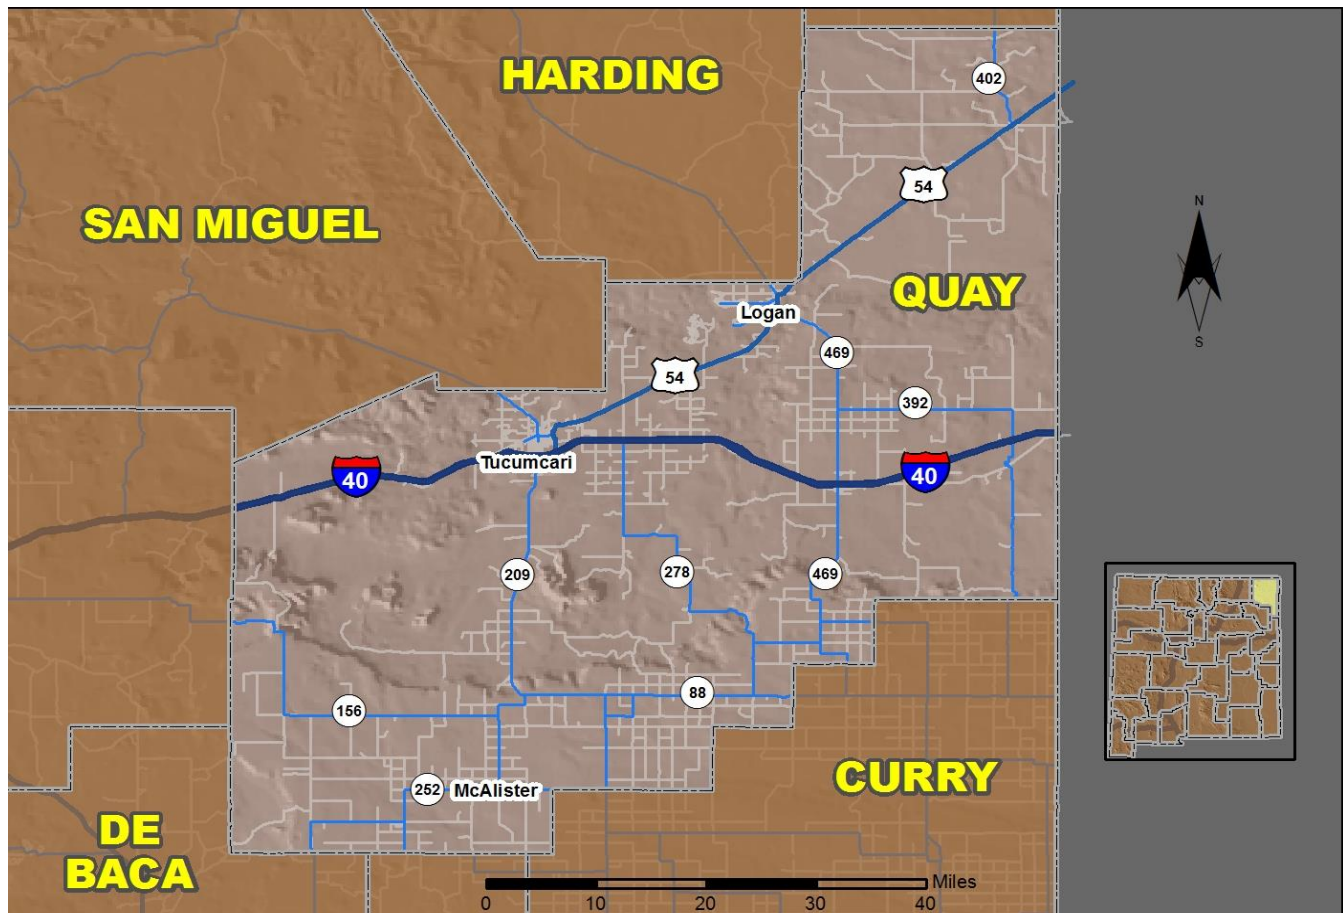 HARDING
402
54
SAN MIGUEL
N
QUAY
Logan
S
469
54
392
Tucumcari
40
40
209
278
469
88
156
CURRY
252
McAlister
DE
BACA
Miles
0 10 20 30 40